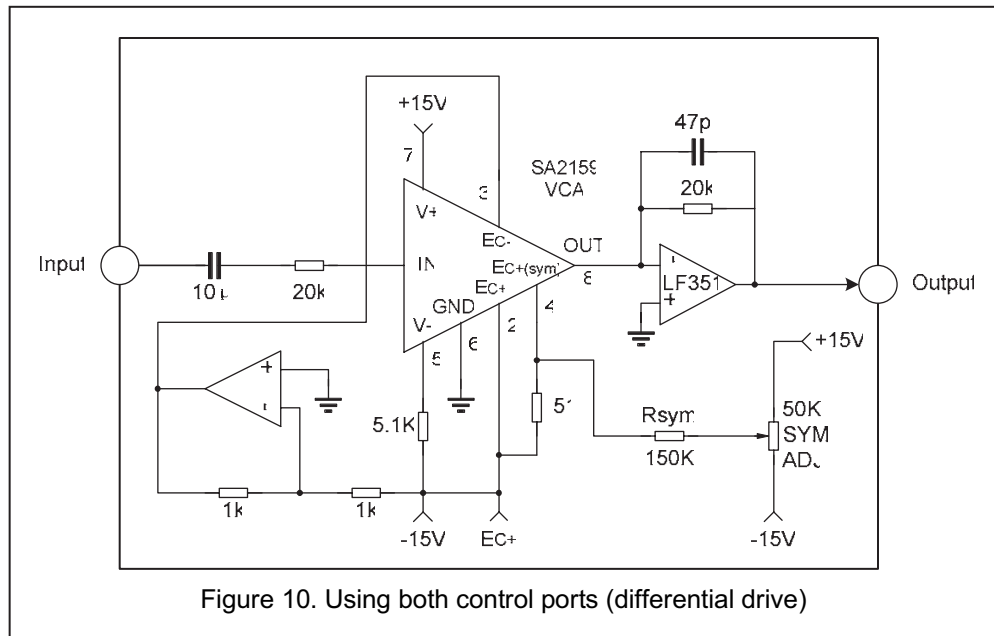 +15V
47p
7
3
SA2159
VCA
20k
V+
EC-
OUT
Input
IN
EC+(sym)
8
-
LF351
Output
10µ
20k
EC+
4
+
GND
V-
2
5
6
+15V
+
-
5.1K
51
Rsym
50K
SYM
150K
ADJ
1k
1k
-15V
EC+
-15V
Figure 10. Using both control ports (differential drive)